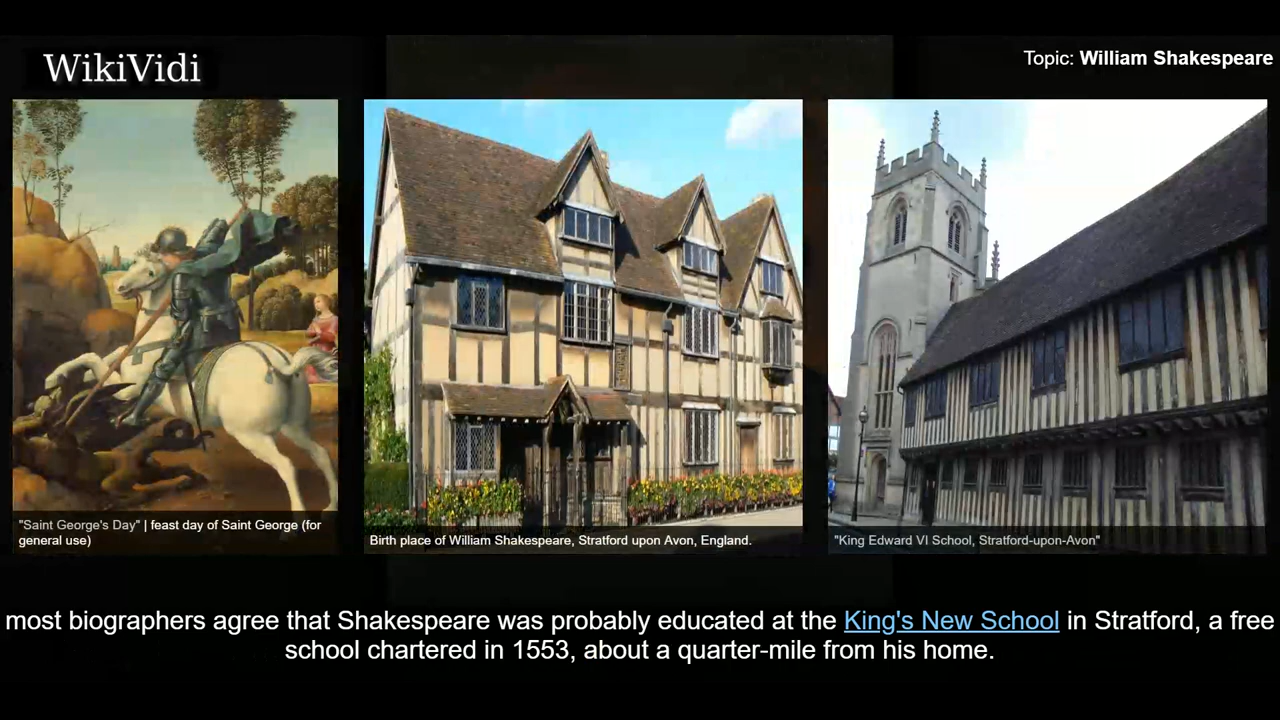 WikiVidi
Topic: William Shakespeare
"Saint George's Day" | feast day of Saint George (for
general use)
Birth place of William Shakespeare, Stratford upon Avon, England.
"King Edward VI School, Stratford-upon-Avon"
most biographers agree that Shakespeare was probably educated at the King's New School in Stratford, a free
school chartered in 1553, about a quarter-mile from his home.